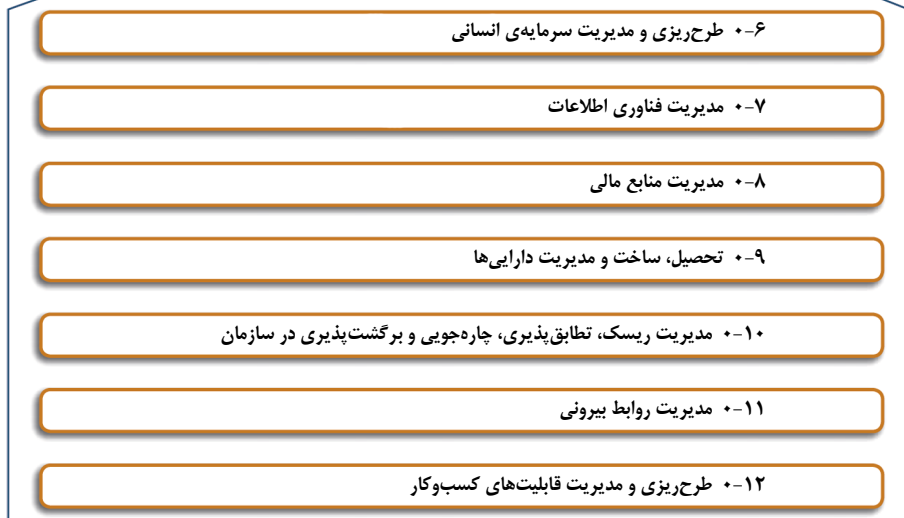 ۶-۰ طرح‌ریزی و مدیریت سرمایه‌ی انسانی
۷-۰ مدیریت فناوری اطلاعات
۸-۰ مدیریت منابع مالی
۹-۰ تحصیل، ساخت و مدیریت دارایی‌ها
۱۰-۰ مدیریت ریسک، تطابق‌پذیری، چاره‌جویی و برگشت‌پذیری در سازمان
۱۱-۰ مدیریت روابط بیرونی
۱۲-۰ طرح‌ریزی و مدیریت قابلیت‌های کسب‌وکار